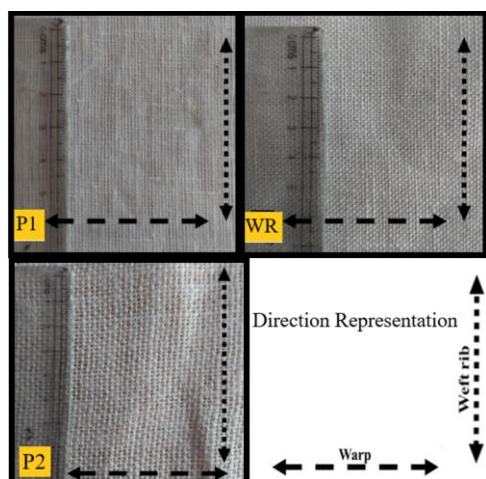 P1
WR
P2
Direction Representation
Weft rib
Warp